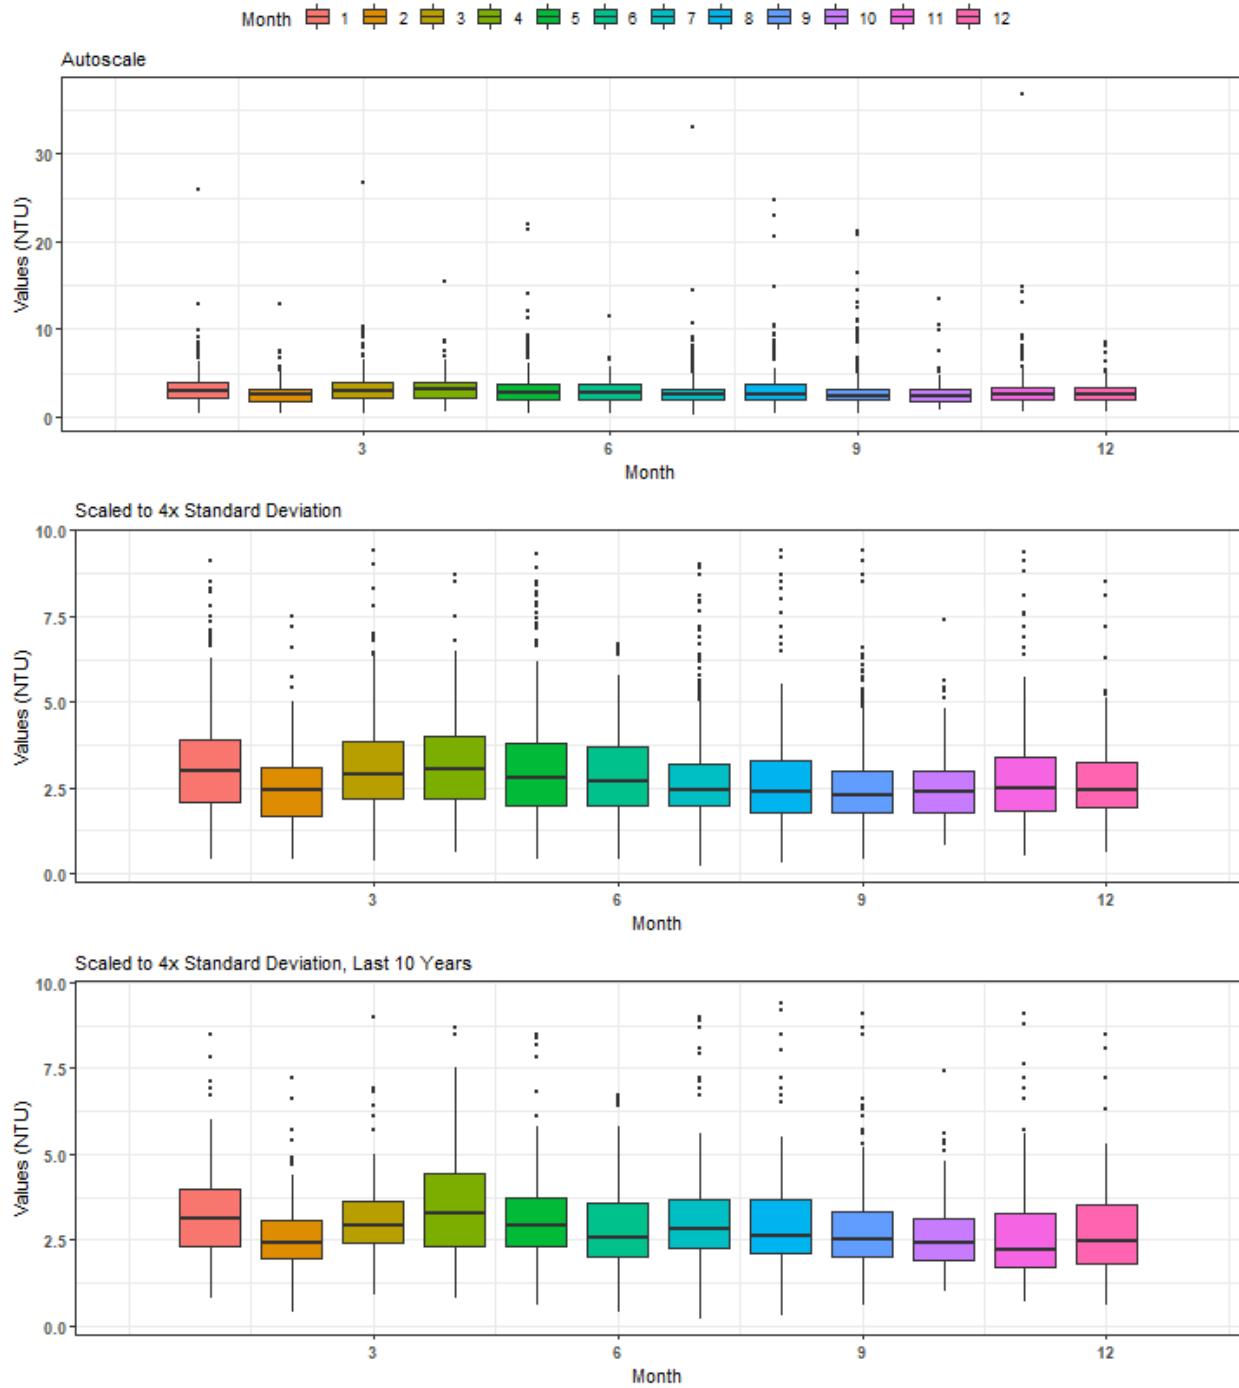 Month 1 2 3 4 5 6 7 8 9 10 11 12
Autoscale
Values (NTU)
30
20
10
0
3 6 9 12
Month
Scaled to 4x Standard Deviation
Values (NTU)
10.0
7.5
5.0
2.5
0.0
3 6 9 12
Month
Scaled to 4x Standard Deviation, Last 10 Years
Values (NTU)
10.0
7.5
5.0
2.5
0.0
3 6 9 12
Month